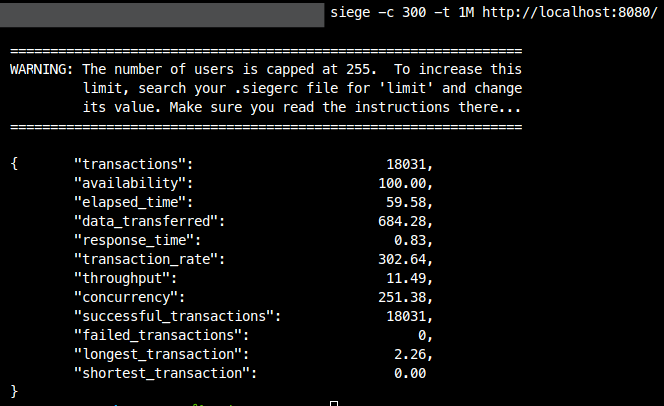 siege -c 300 -t 1M http://localhost:8080/
================================================================
WARNING: The number of users is capped at 255.  To increase this
         limit, search your .siegerc file for 'limit' and change
         its value. Make sure you read the instructions there...
================================================================
{       "transactions":                        18031,
        "availability":                       100.00,
        "elapsed_time":                        59.58,
        "data_transferred":                   684.28,
        "response_time":                        0.83,
        "transaction_rate":                   302.64,
        "throughput":                          11.49,
        "concurrency":                        251.38,
        "successful_transactions":             18031,
        "failed_transactions":                     0,
        "longest_transaction":                  2.26,
        "shortest_transaction":                 0.00
}